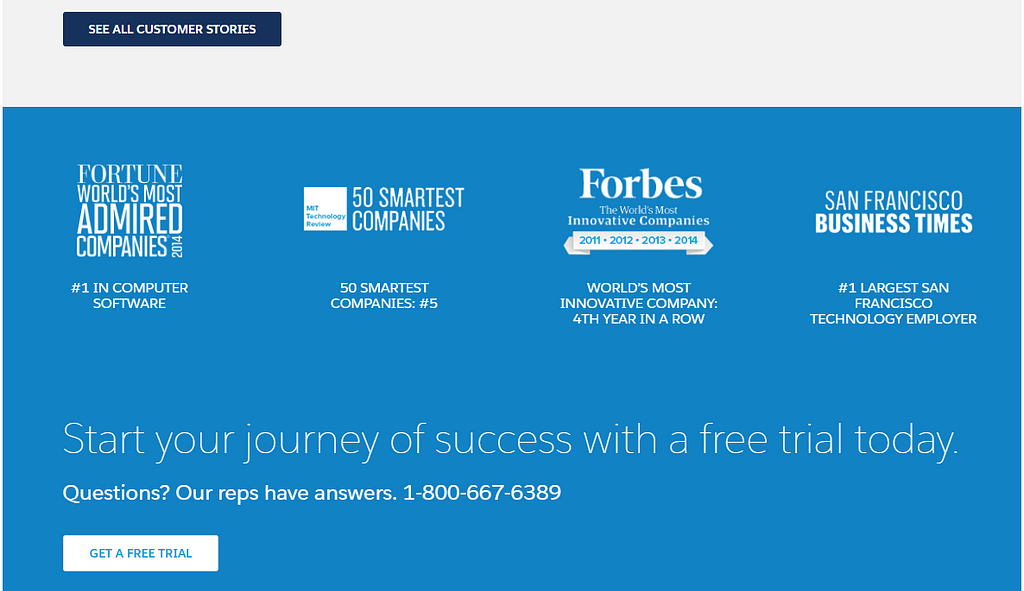 SEE ALL CUSTOMER STORIES
FORTUNE
WORLD'S MOST
ADMIRED
COMPANIES 2014
#1 IN COMPUTER
SOFTWARE
MIT
Technology
Review
50 SMARTEST
COMPANIES
50 SMARTEST
COMPANIES: #5
Forbes
The World's Most
Innovative Companies
2011 • 2012 • 2013 • 2014
WORLD'S MOST
INNOVATIVE COMPANY:
4TH YEAR IN A ROW
SAN FRANCISCO
BUSINESS TIMES
#1 LARGEST SAN
FRANCISCO
TECHNOLOGY EMPLOYER
Start your journey of success with a free trial today.
Questions? Our reps have answers. 1-800-667-6389
GET A FREE TRIAL